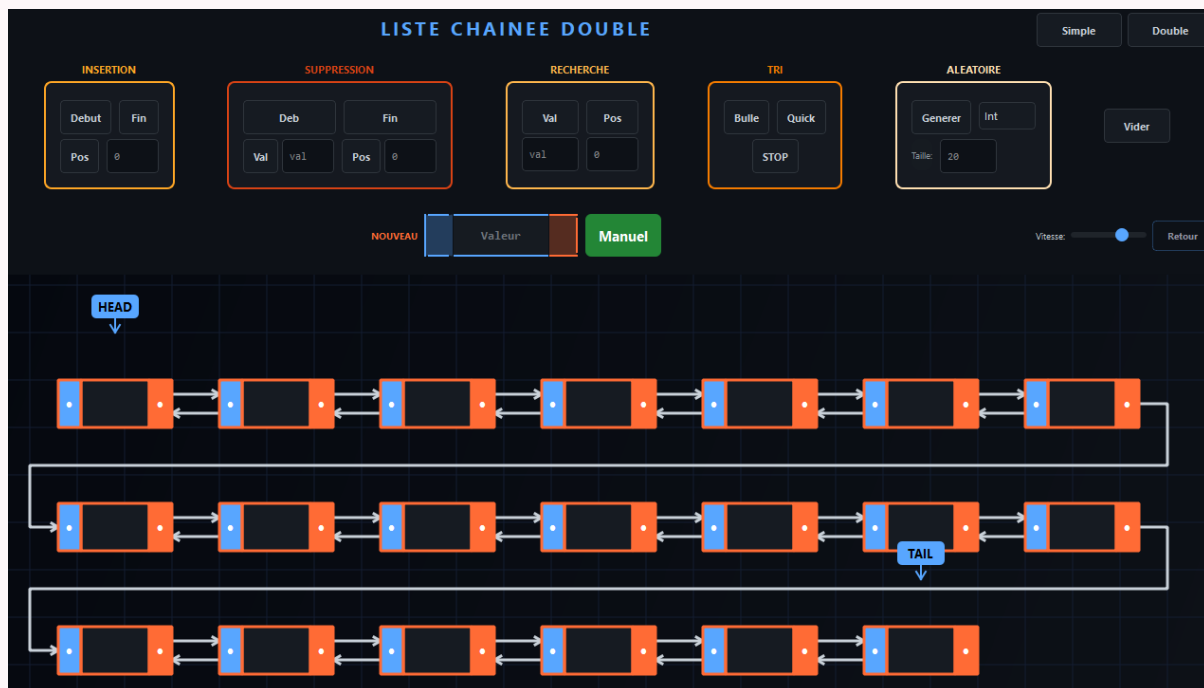 LISTE CHAINEE DOUBLE
Simple Double
INSERTION SUPPRESSION RECHERCHE TRI ALEATOIRE
Debut Fin Deb Fin Val Pos Bulle Quick Generer Int
Vider
Pos 0 Val val Pos 0 val 0 STOP Taille: 20
NOUVEAU Valeur Manuel Vitesse: Retour
HEAD
TAIL